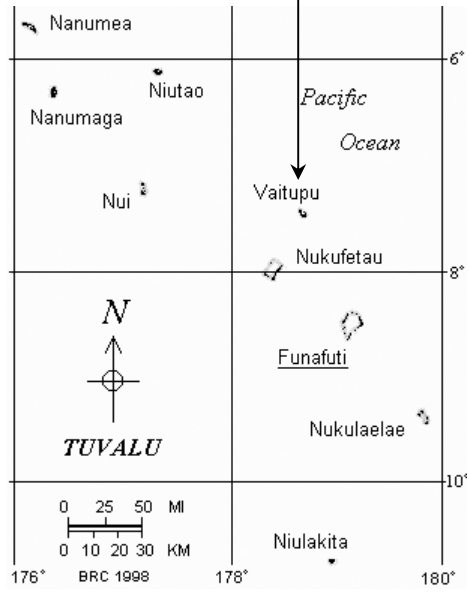 Nanumea
6°
Niutao
Pacific
Nanumaga
Ocean
Vaitupu
Nui
Nukufetau
8°
N
Funafuti
Nukulaelae
TUVALU
10°
0 25 50 MI
0 10 20 30 KM
Niulakita
176° BRC 1998 178° 180°